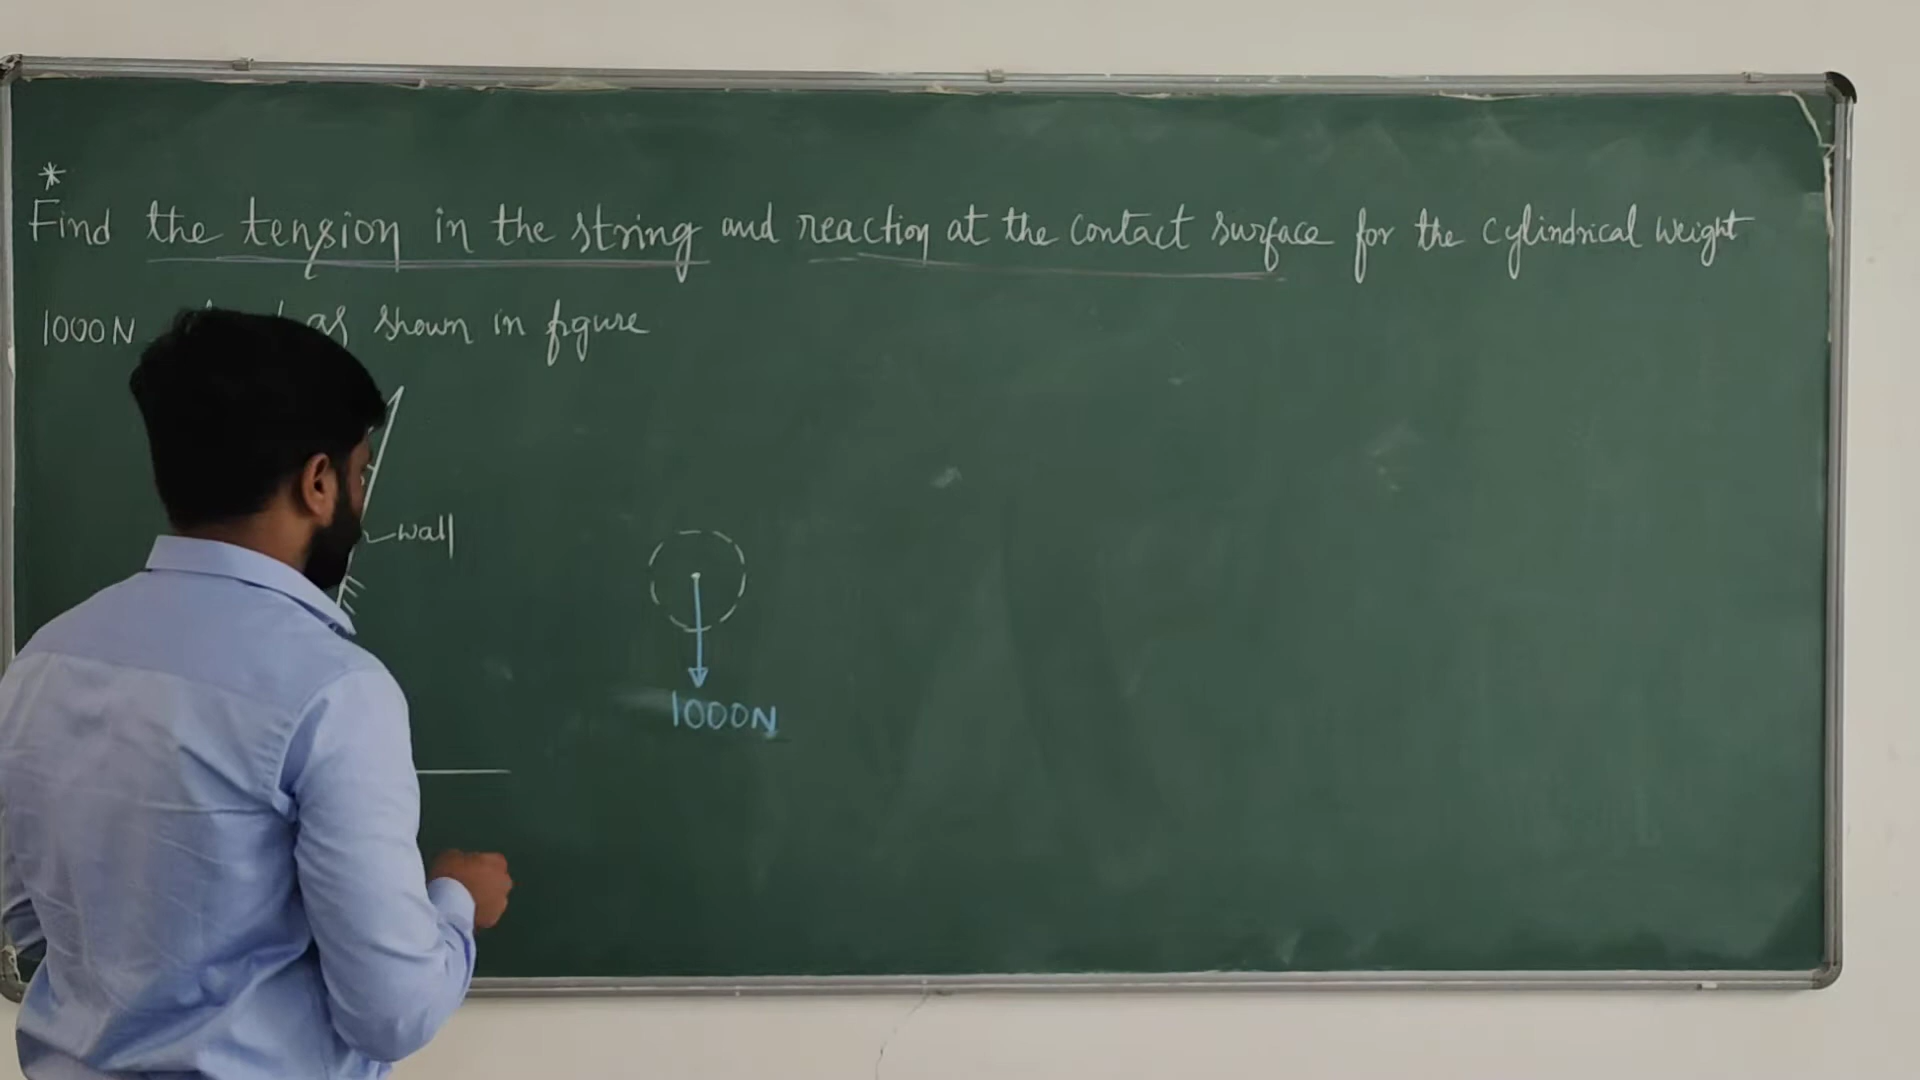 *
Find the tension in the string and reaction at the contact surface for the cylindrical weight
1000N as shown in figure
wall
1000N